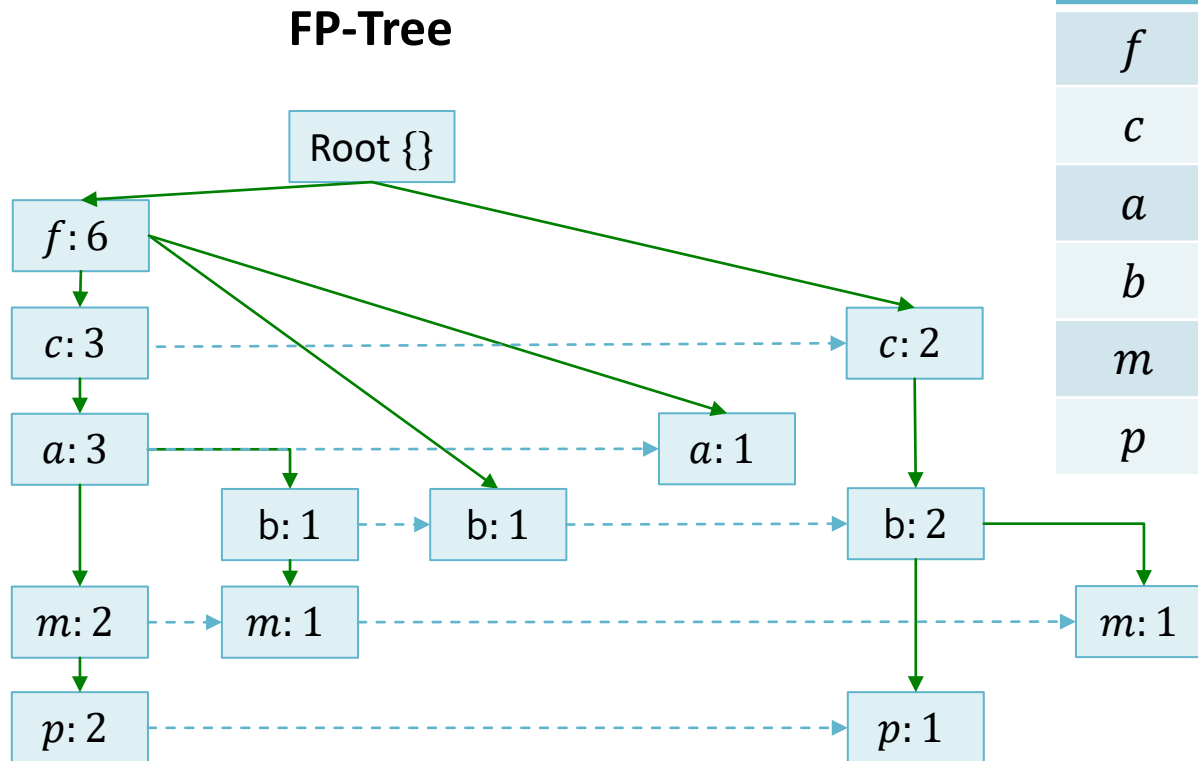 FP-Tree
Root {}
f: 6
c: 3
c: 2
a: 3
a: 1
b: 1
b: 1
b: 2
m: 2
m: 1
m: 1
p: 2
p: 1
f
c
a
b
m
p